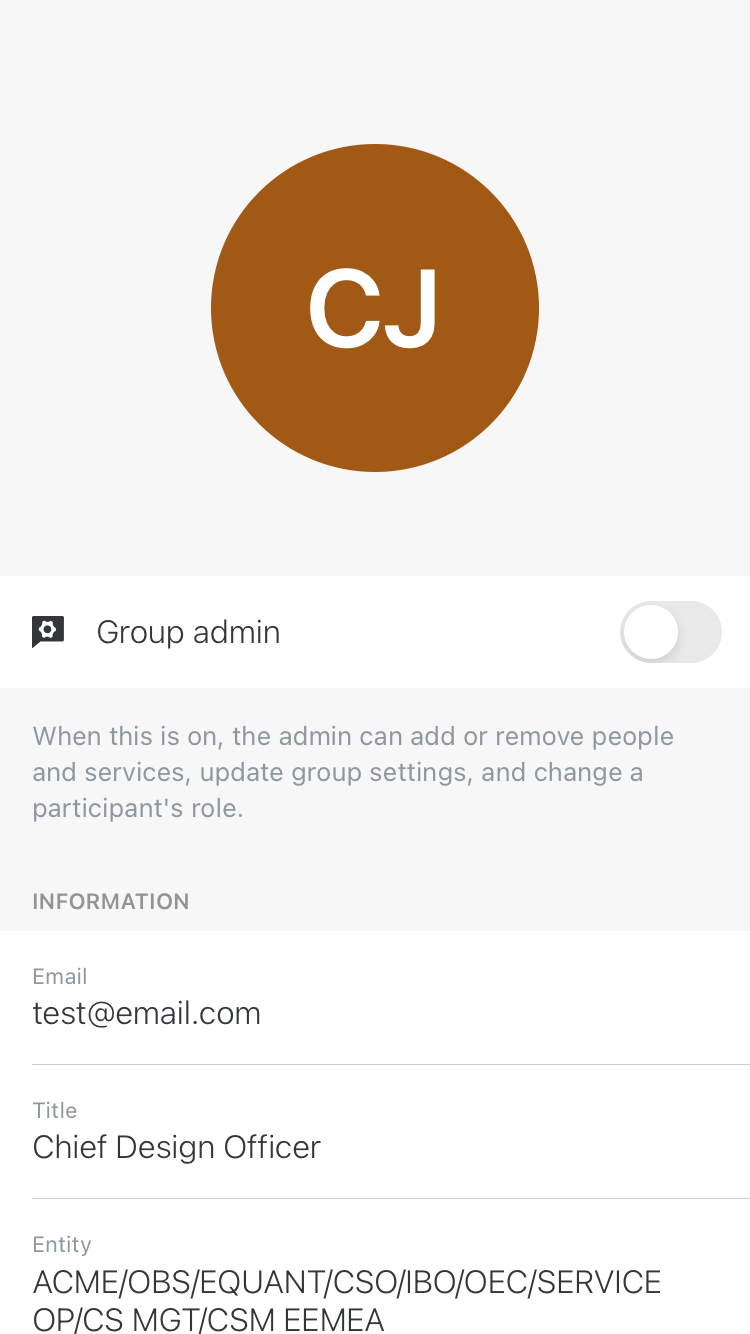 CJ
Group admin
When this is on, the admin can add or remove people
and services, update group settings, and change a
participant's role.
INFORMATION
Email
test@email.com
Title
Chief Design Officer
Entity
ACME/OBS/EQUANT/CSO/IBO/OEC/SERVICE
OP/CS MGT/CSM EEMEA